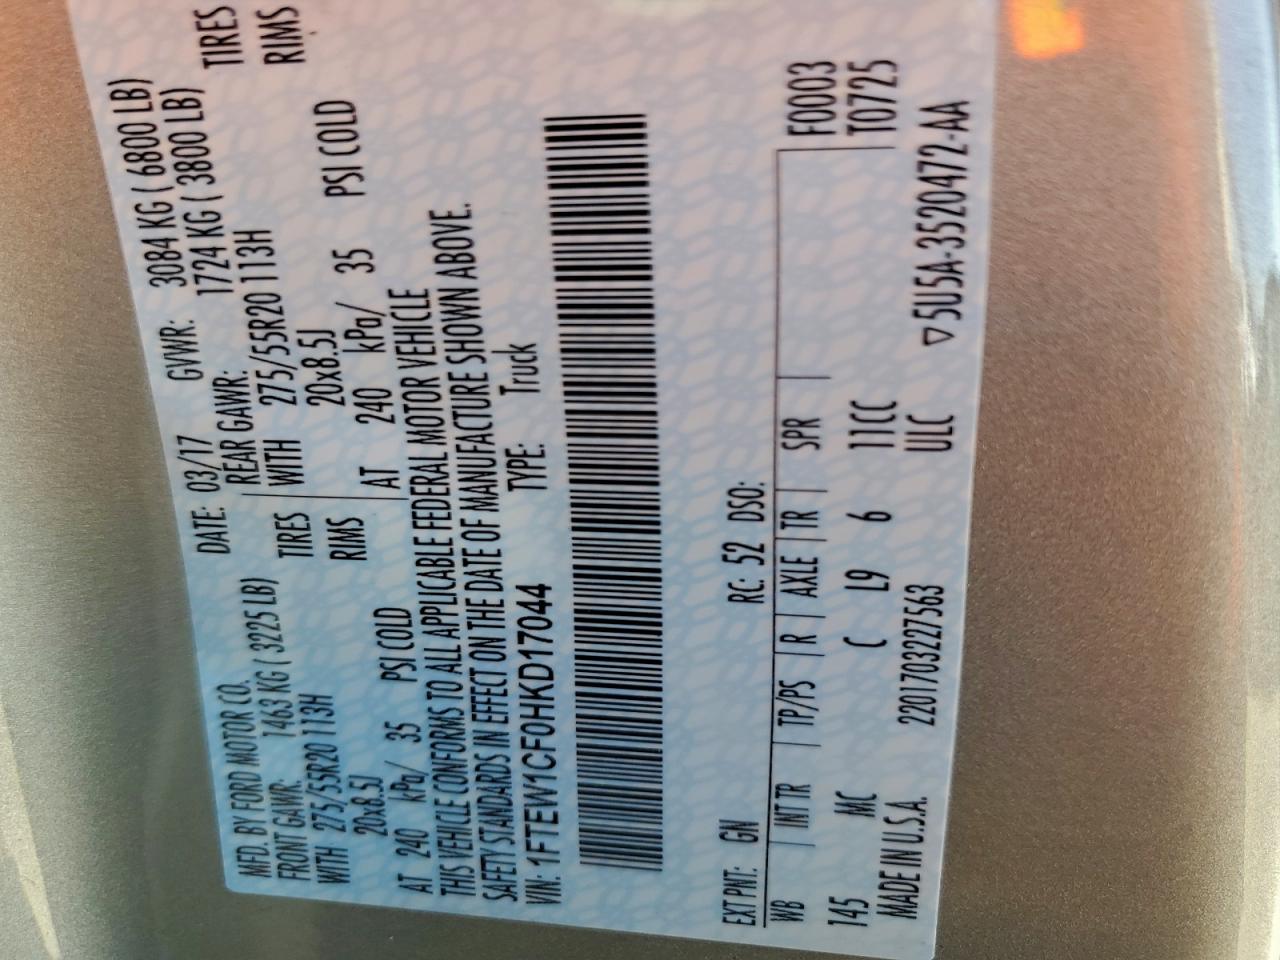 MFD. BY FORD MOTOR CO.
DATE: 03/17 GVWR: 3084 KG ( 6800 LB)
FRONT GAWR: 1463 KG ( 3225 LB)
REAR GAWR: 1724 KG ( 3800 LB)
WITH 275/55R20 113H TIRES
WITH 275/55R20 113H TIRES
20x8.5J RIMS
20x8.5J RIMS
AT 240 kPa/ 35 PSI COLD
AT 240 kPa/ 35 PSI COLD
THIS VEHICLE CONFORMS TO ALL APPLICABLE FEDERAL MOTOR VEHICLE
SAFETY STANDARDS IN EFFECT ON THE DATE OF MANUFACTURE SHOWN ABOVE.
VIN: 1FTEW1CF0HKD17044 TYPE: Truck
EXT PNT: GN RC: 52 DSO:
WB INT TR TP/PS R AXLE TR SPR F0003
145 MC C L9 6 11CC T0725
MADE IN U.S.A. 2201703227563 ULC
▽5U5A-3520472-AA